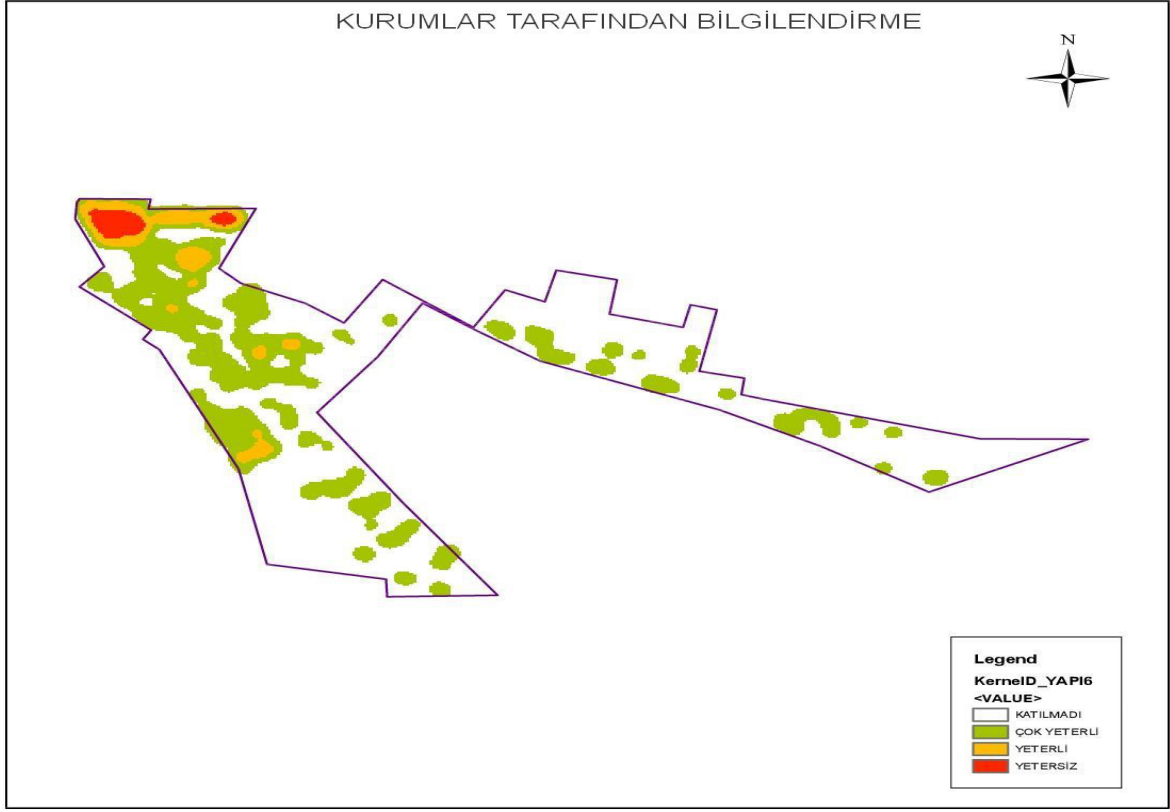 KURUMLAR TARAFINDAN BİLGİLENDİRME
N
Legend
KernelD_YAPI6
<VALUE>
KATILMADI
ÇOK YETERLİ
YETERLİ
YETERSİZ